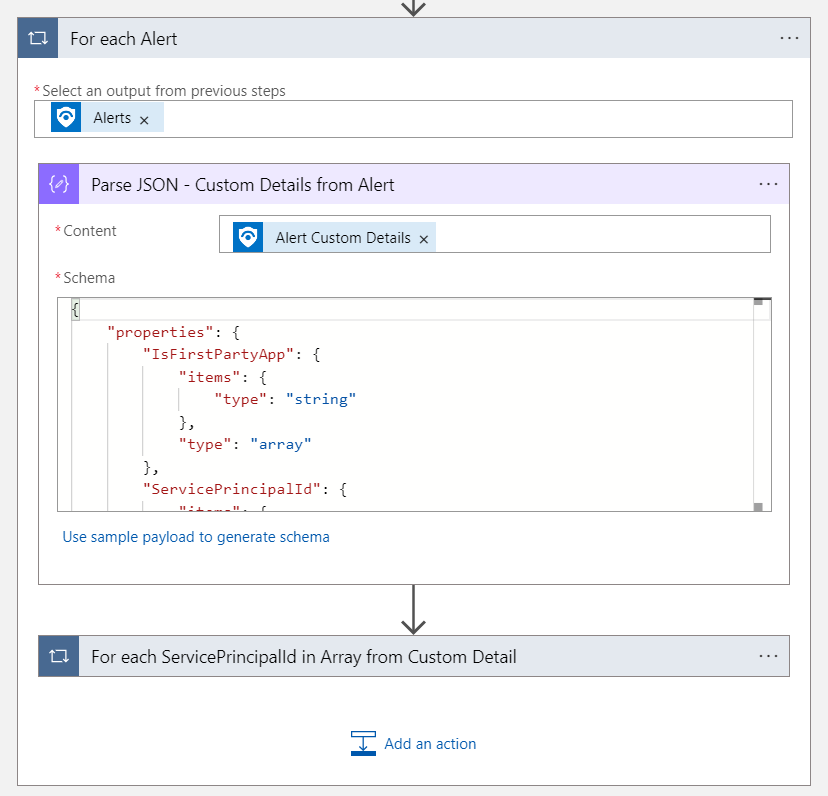 For each Alert
* Select an output from previous steps
Alerts ×
Parse JSON - Custom Details from Alert
* Content
Alert Custom Details ×
* Schema
{
"properties": {
"IsFirstPartyApp": {
"items": {
"type": "string"
},
"type": "array"
},
"ServicePrincipalId": {
"items": {
Use sample payload to generate schema
For each ServicePrincipalId in Array from Custom Detail
Add an action